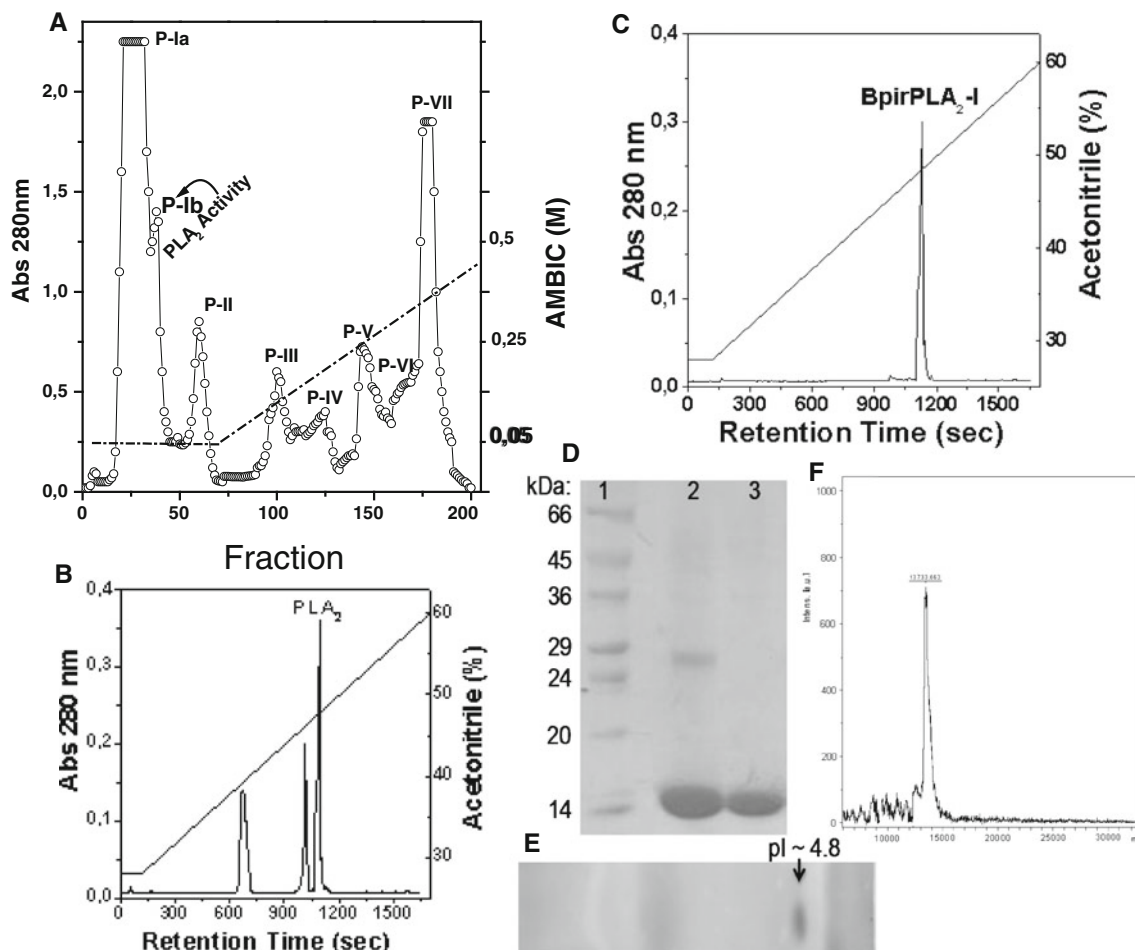 A
P-Ia
P-VII
P-Ib
PLA2 Activity
P-II
P-III
P-IV
P-V
P-VI
2,0
1,5
1,0
0,5
0,0
0,5
0,25
0,05
Abs 280nm
AMBIC (M)
0 50 100 150 200
Fraction
B
PLA2
0,4
0,3
0,2
0,1
0,0
60
50
40
30
Abs 280 nm
Acetonitrile (%)
0 300 600 900 1200 1500
Retention Time (sec)
C
BpirPLA2-I
0,4
0,3
0,2
0,1
0,0
60
50
40
30
Abs 280 nm
Acetonitrile (%)
0 300 600 900 1200 1500
Retention Time (sec)
D
kDa: 1 2 3
66
45
36
29
24
20
14
E
pI ~ 4.8
F
1000
800
600
400
200
0
Intens. [a.u.]
10000 15000 20000 25000 30000